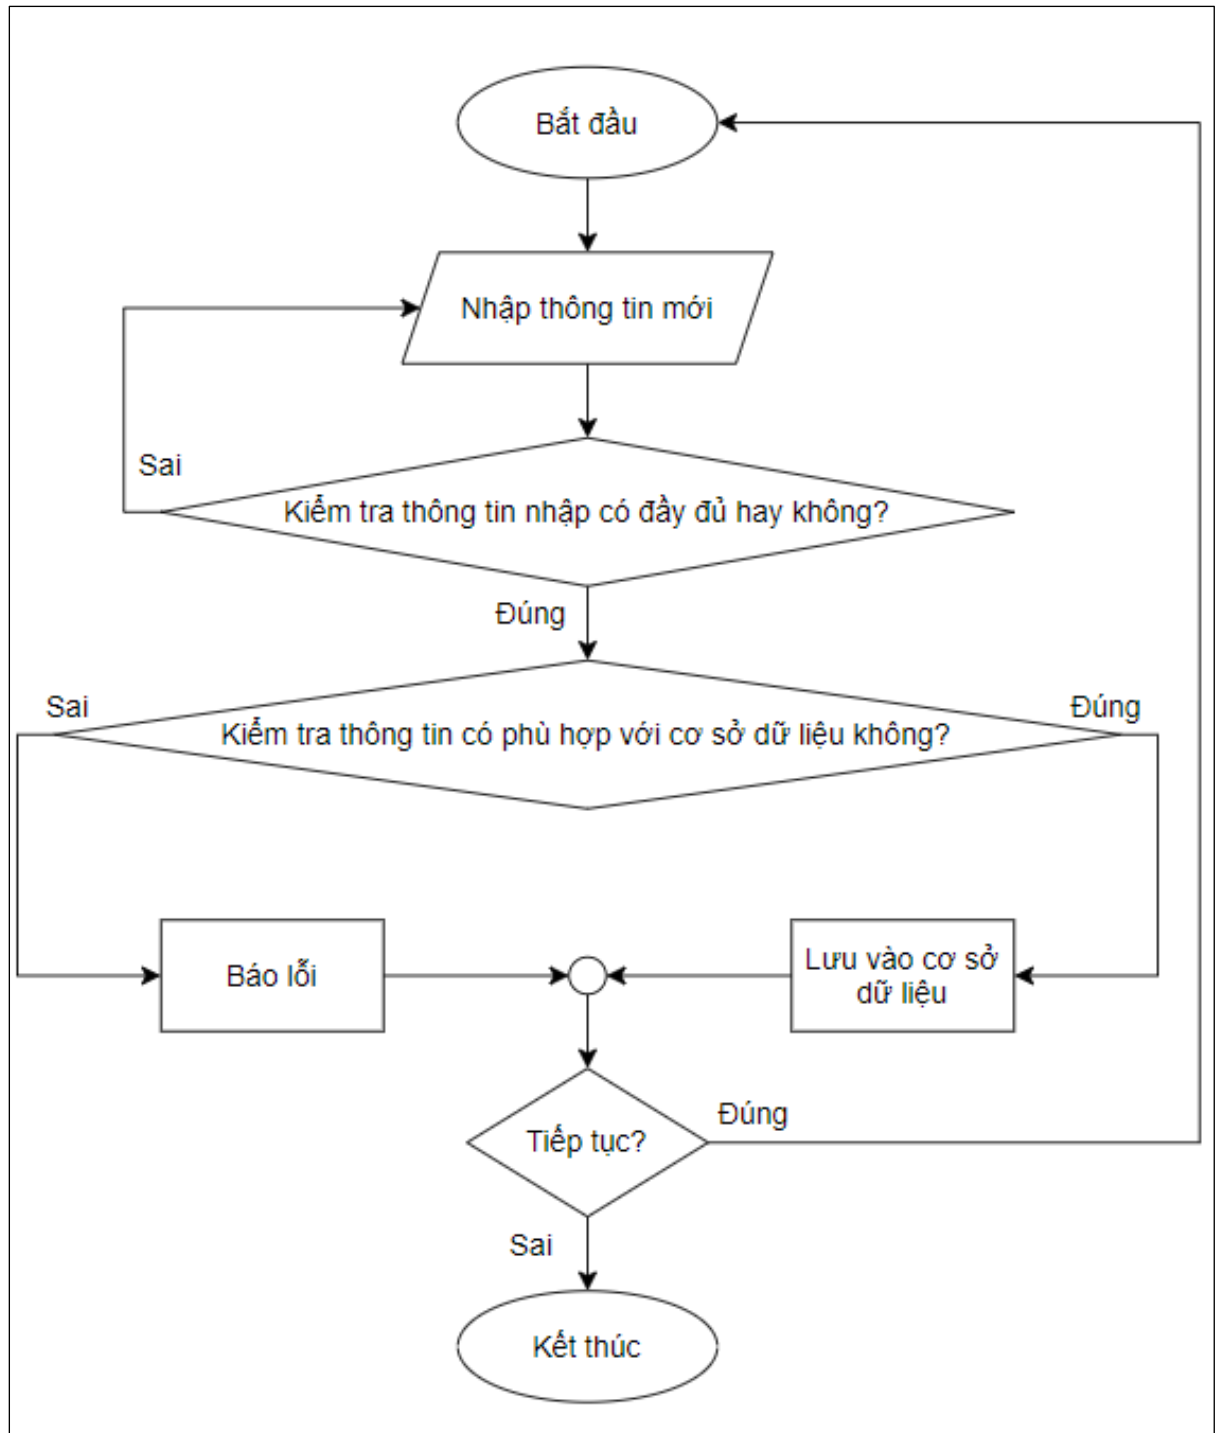 Bắt đầu
Nhập thông tin mới
Sai
Kiểm tra thông tin nhập có đầy đủ hay không?
Đúng
Sai
Đúng
Kiểm tra thông tin có phù hợp với cơ sở dữ liệu không?
Báo lỗi
Lưu vào cơ sở
dữ liệu
Tiếp tục?
Đúng
Sai
Kết thúc